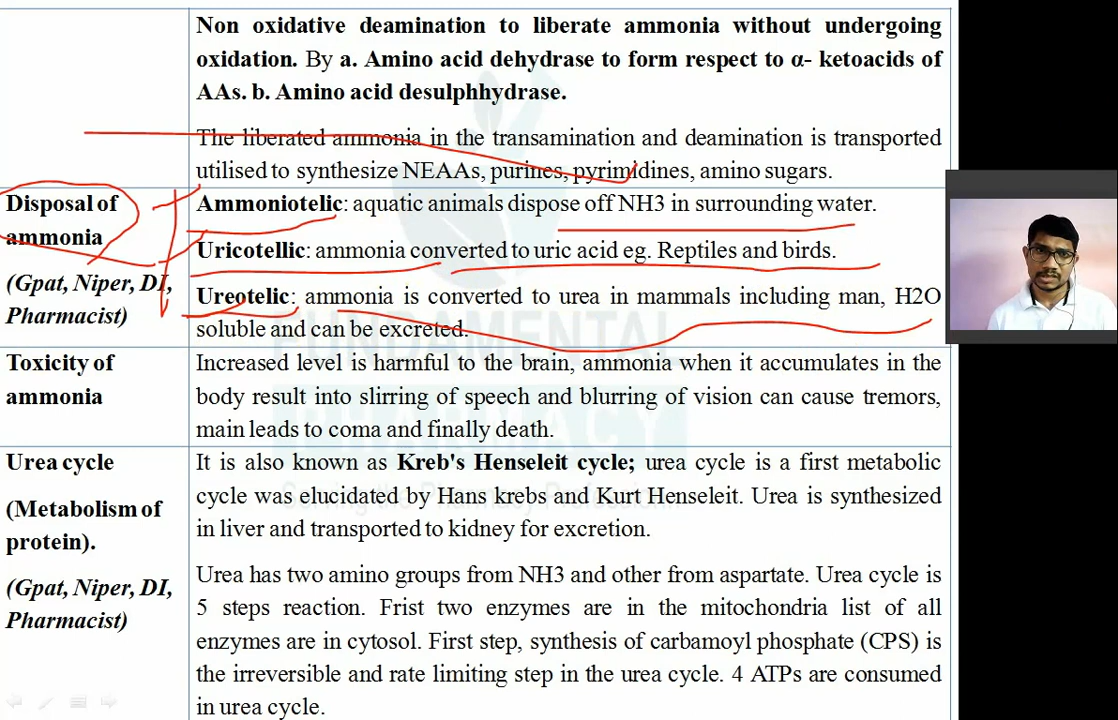 Non oxidative deamination to liberate ammonia without undergoing
oxidation. By a. Amino acid dehydrase to form respect to α- ketoacids of
AAs. b. Amino acid desulphhydrase.
The liberated ammonia in the transamination and deamination is transported
utilised to synthesize NEAAs, purines, pyrimidines, amino sugars.
Disposal of
ammonia
(Gpat, Niper, DI,
Pharmacist)
Ammoniotelic: aquatic animals dispose off NH3 in surrounding water.
Uricotellic: ammonia converted to uric acid eg. Reptiles and birds.
Ureotelic: ammonia is converted to urea in mammals including man, H2O
soluble and can be excreted.
Toxicity of
ammonia
Increased level is harmful to the brain, ammonia when it accumulates in the
body result into slirring of speech and blurring of vision can cause tremors,
main leads to coma and finally death.
Urea cycle
(Metabolism of
protein).
(Gpat, Niper, DI,
Pharmacist)
It is also known as Kreb's Henseleit cycle; urea cycle is a first metabolic
cycle was elucidated by Hans krebs and Kurt Henseleit. Urea is synthesized
in liver and transported to kidney for excretion.
Urea has two amino groups from NH3 and other from aspartate. Urea cycle is
5 steps reaction. Frist two enzymes are in the mitochondria list of all
enzymes are in cytosol. First step, synthesis of carbamoyl phosphate (CPS) is
the irreversible and rate limiting step in the urea cycle. 4 ATPs are consumed
in urea cycle.
FUNDAMENTAL
PHARMACY
Serving the Pharmacy Profession